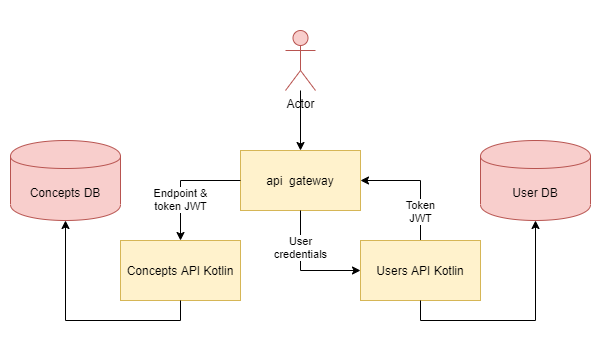 Actor
api gateway
Concepts DB
User DB
Endpoint &
token JWT
Token
JWT
User
credentials
Concepts API Kotlin
Users API Kotlin